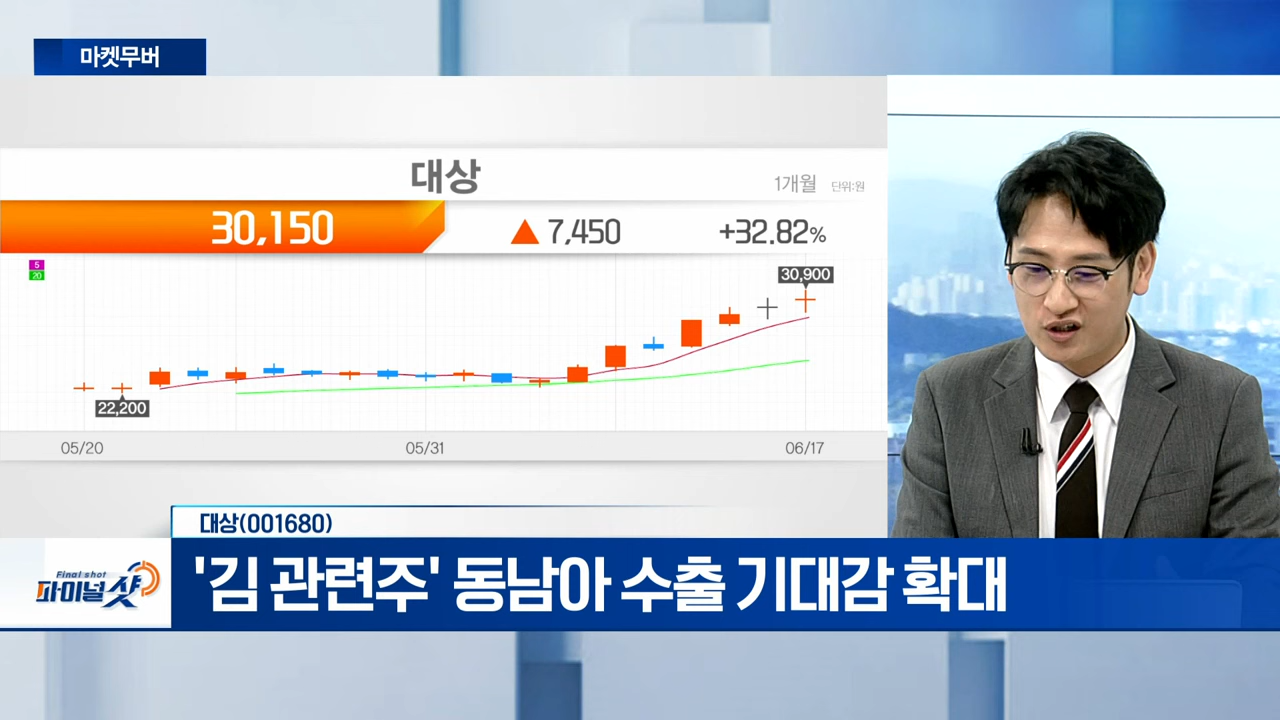 마켓무버
대상
1개월 단위:원
30,150 ▲ 7,450 +32.82%
5
20
30,900
22,200
05/20 05/31 06/17
대상(001680)
Final shot
파이널샷
'김 관련주' 동남아 수출 기대감 확대